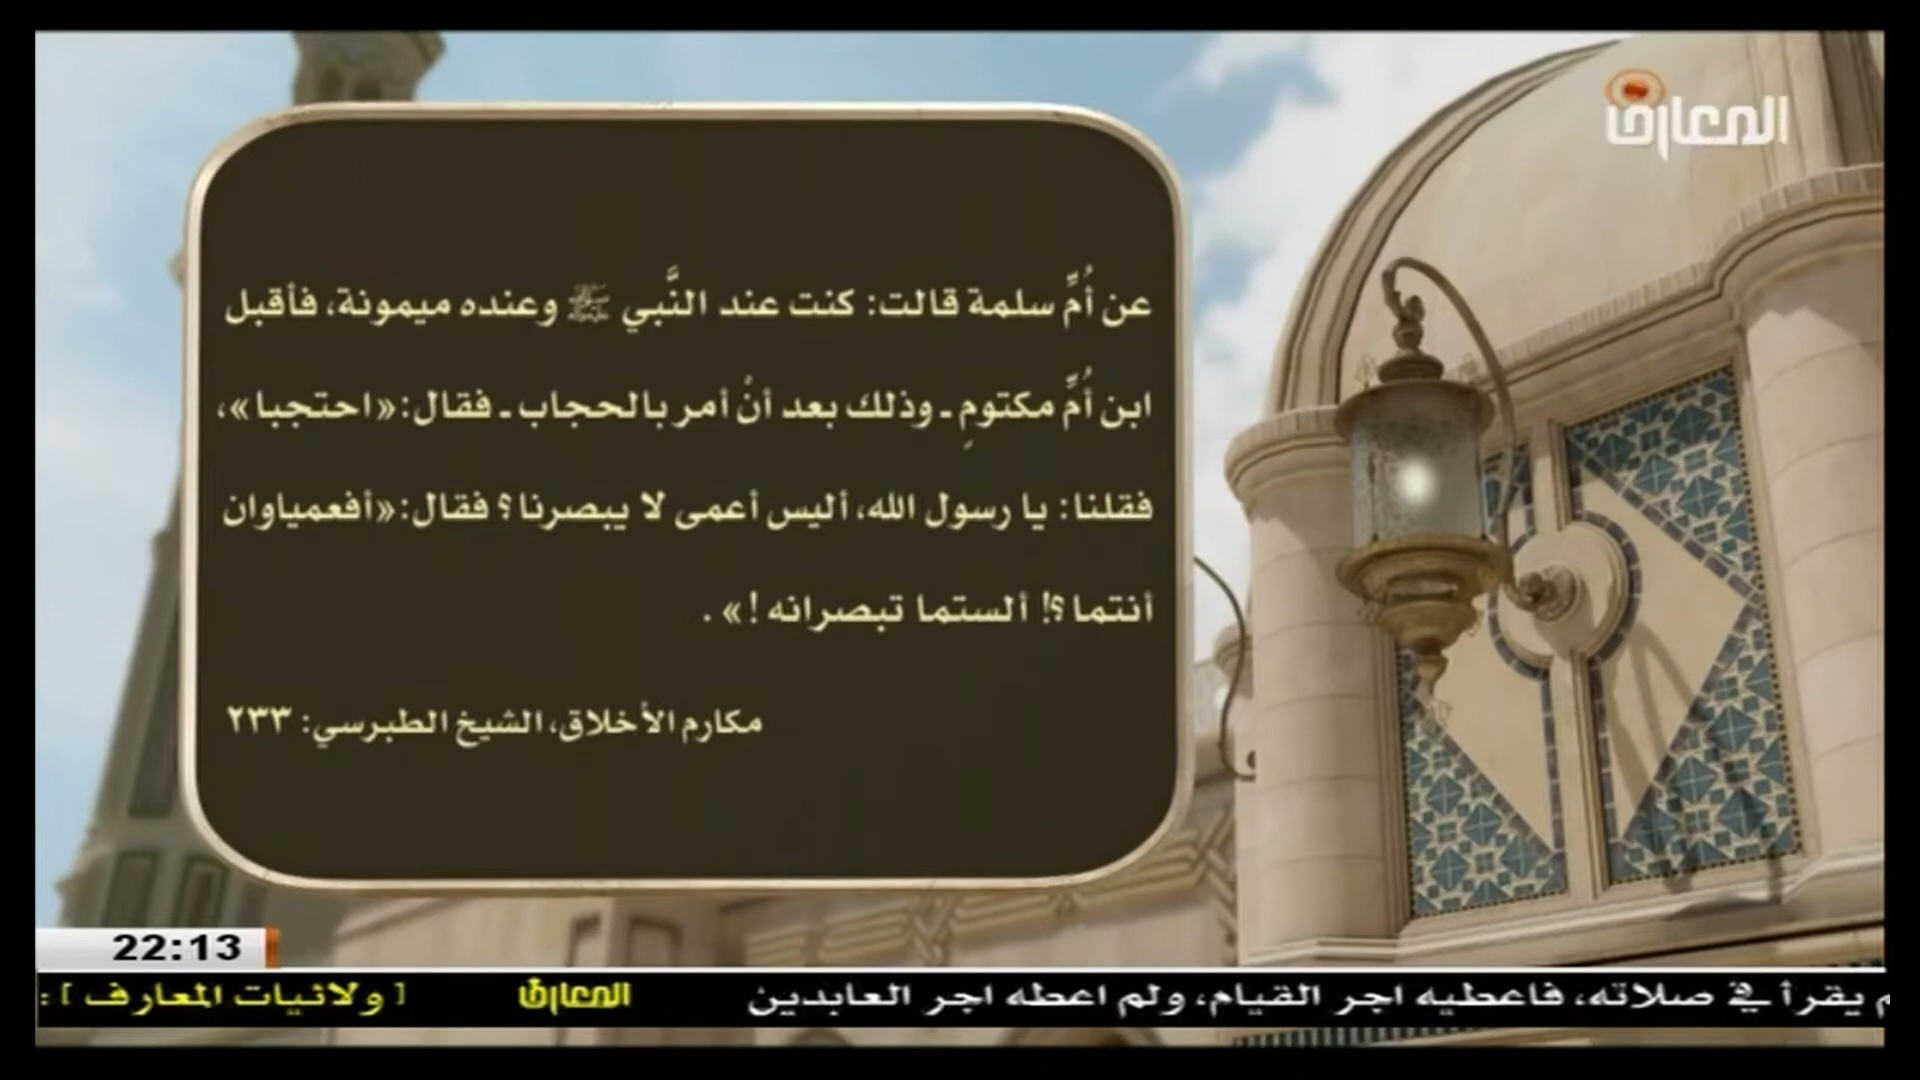 المعارف
عن أُمِّ سلمة قالت: كنت عند النَّبي ﷺ وعنده ميمونة، فأقبل
ابن أُمِّ مكتومٍ ـ وذلك بعد أنْ أمر بالحجاب ـ فقال: «احتجبا»،
فقلنا: يا رسول الله، أليس أعمى لا يبصرنا؟ فقال: «أفعمياوان
أنتما؟! ألستما تبصرانه!».
مكارم الأخلاق، الشيخ الطبرسي: ٢٣٣
22:13
م يقرأ في صلاته، فاعطيه اجر القيام، ولم اعطه اجر العابدين المعارف [ ولائيات المعارف ] :